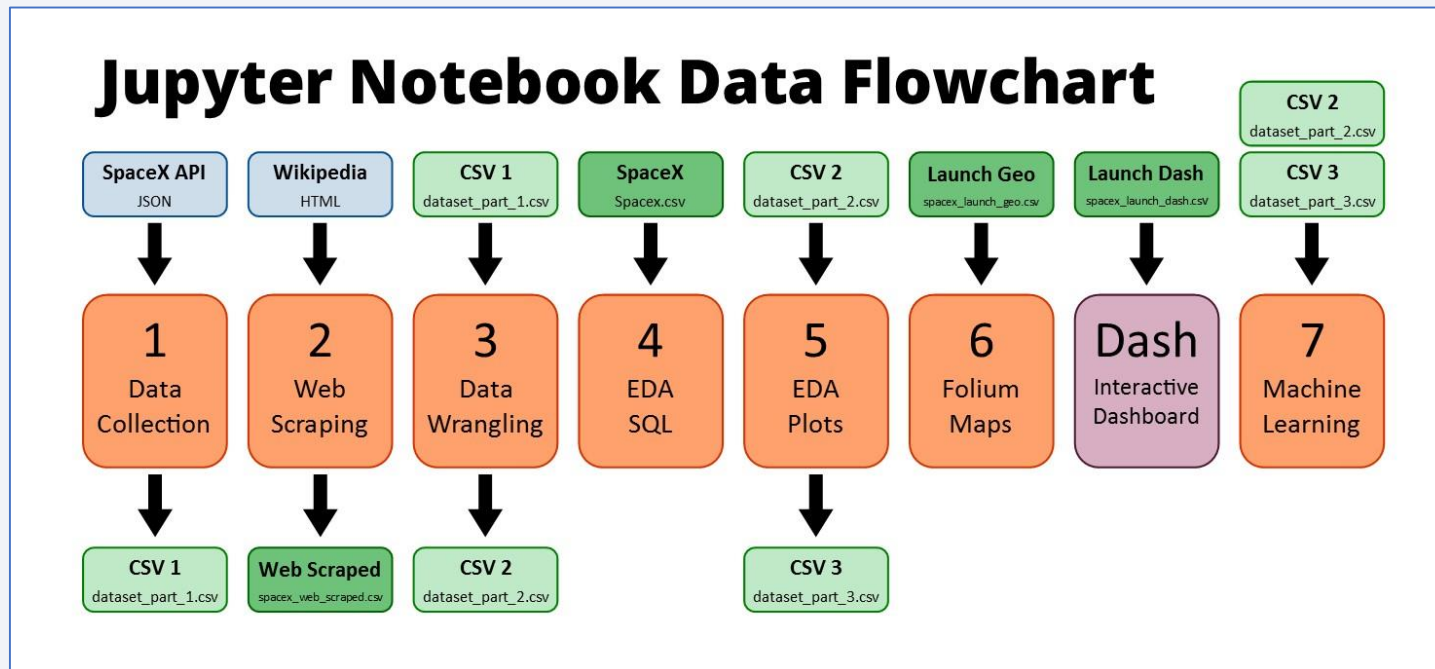 Jupyter Notebook Data Flowchart
CSV 2
dataset_part_2.csv
SpaceX API
JSON
Wikipedia
HTML
CSV 1
dataset_part_1.csv
SpaceX
Spacex.csv
CSV 2
dataset_part_2.csv
Launch Geo
spacex_launch_geo.csv
Launch Dash
spacex_launch_dash.csv
CSV 3
dataset_part_3.csv
1
Data
Collection
2
Web
Scraping
3
Data
Wrangling
4
EDA
SQL
5
EDA
Plots
6
Folium
Maps
Dash
Interactive
Dashboard
7
Machine
Learning
CSV 1
dataset_part_1.csv
Web Scraped
spacex_web_scraped.csv
CSV 2
dataset_part_2.csv
CSV 3
dataset_part_3.csv